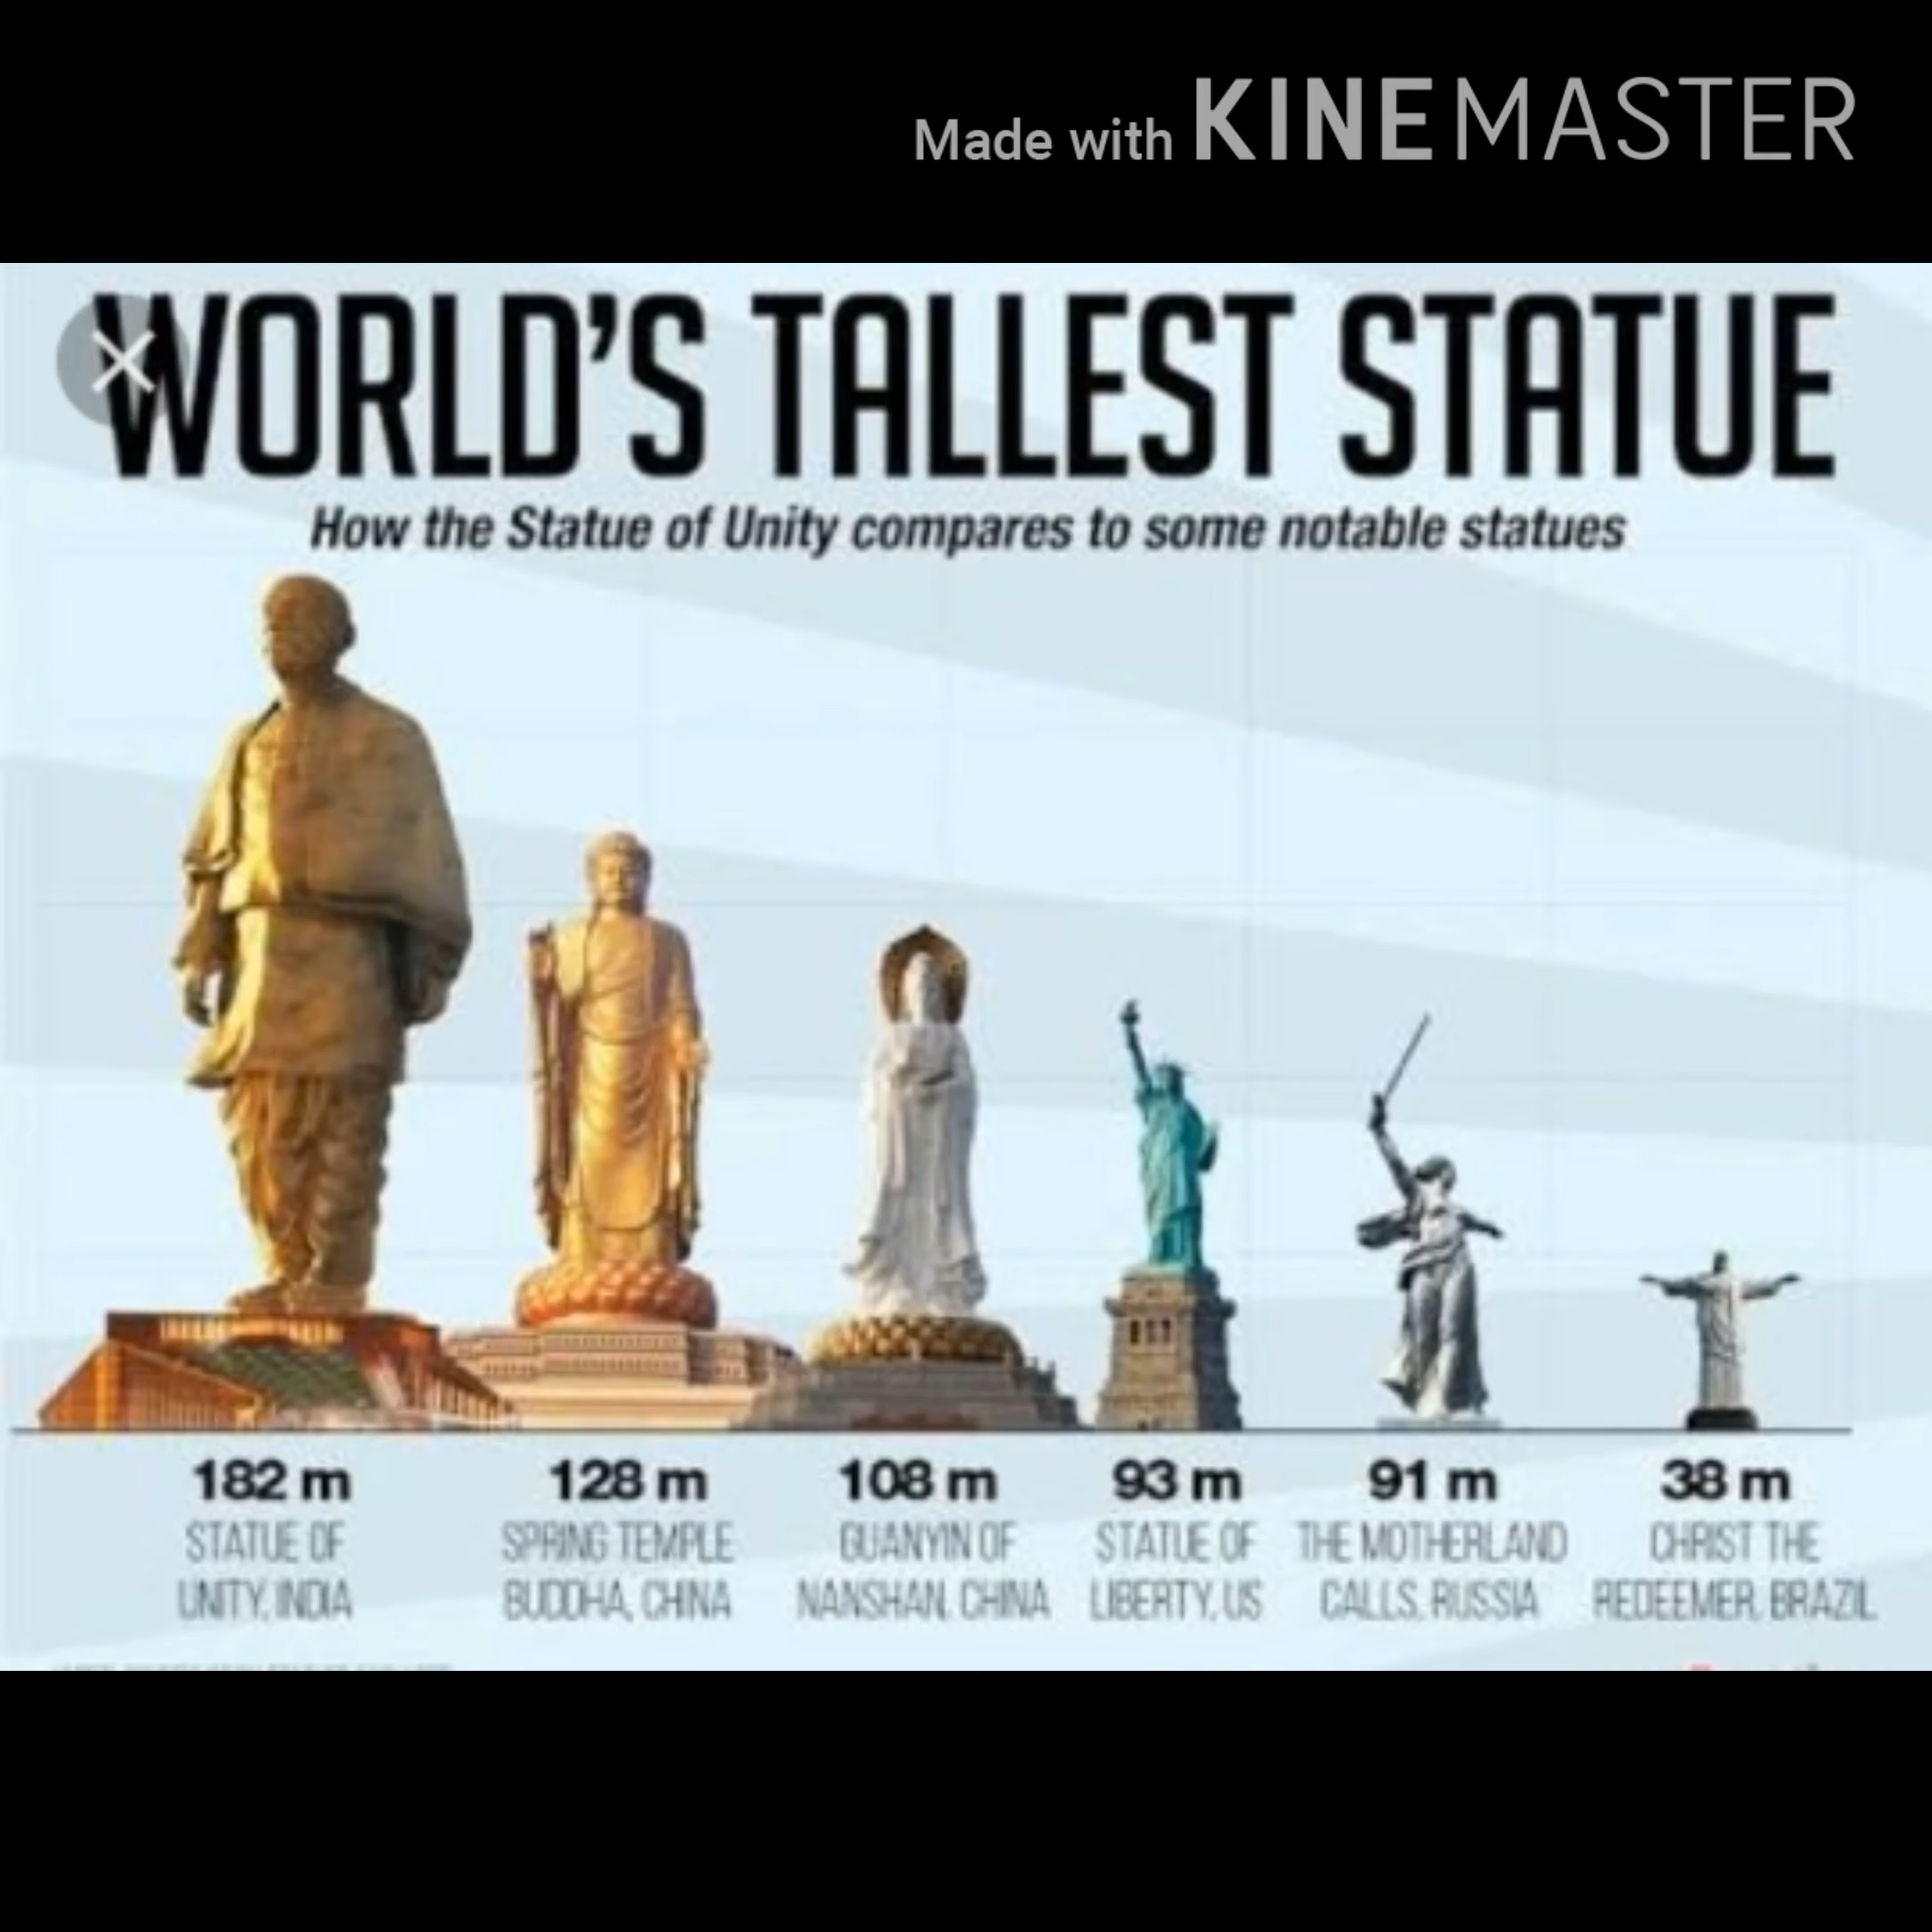 Made with KINEMASTER
WORLD'S TALLEST STATUE
How the Statue of Unity compares to some notable statues
182 m 128 m 108 m 93 m 91 m 38 m
STATUE OF SPRING TEMPLE GUANYIN OF STATUE OF THE MOTHERLAND CHRIST THE
UNITY, INDIA BUDDHA, CHINA NANSHAN, CHINA LIBERTY, US CALLS, RUSSIA REDEEMER, BRAZIL